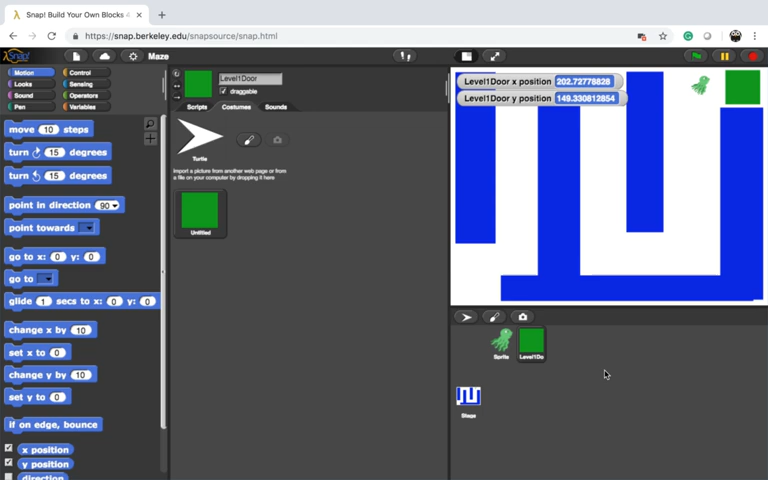 Snap! Build Your Own Blocks 4
https://snap.berkeley.edu/snapsource/snap.html
Snap!
Maze
Motion
Control
Looks
Sensing
Sound
Operators
Pen
Variables
Level1Door
draggable
Scripts
Costumes
Sounds
Turtle
Import a picture from another web page or from
a file on your computer by dropping it here
Untitled
move 10 steps
turn 15 degrees
turn 15 degrees
point in direction 90
point towards
go to x: 0 y: 0
go to
glide 1 secs to x: 0 y: 0
change x by 10
set x to 0
change y by 10
set y to 0
if on edge, bounce
x position
y position
direction
Level1Door x position 202.72778828
Level1Door y position 149.330812854
Sprite
Level1Do
Stage